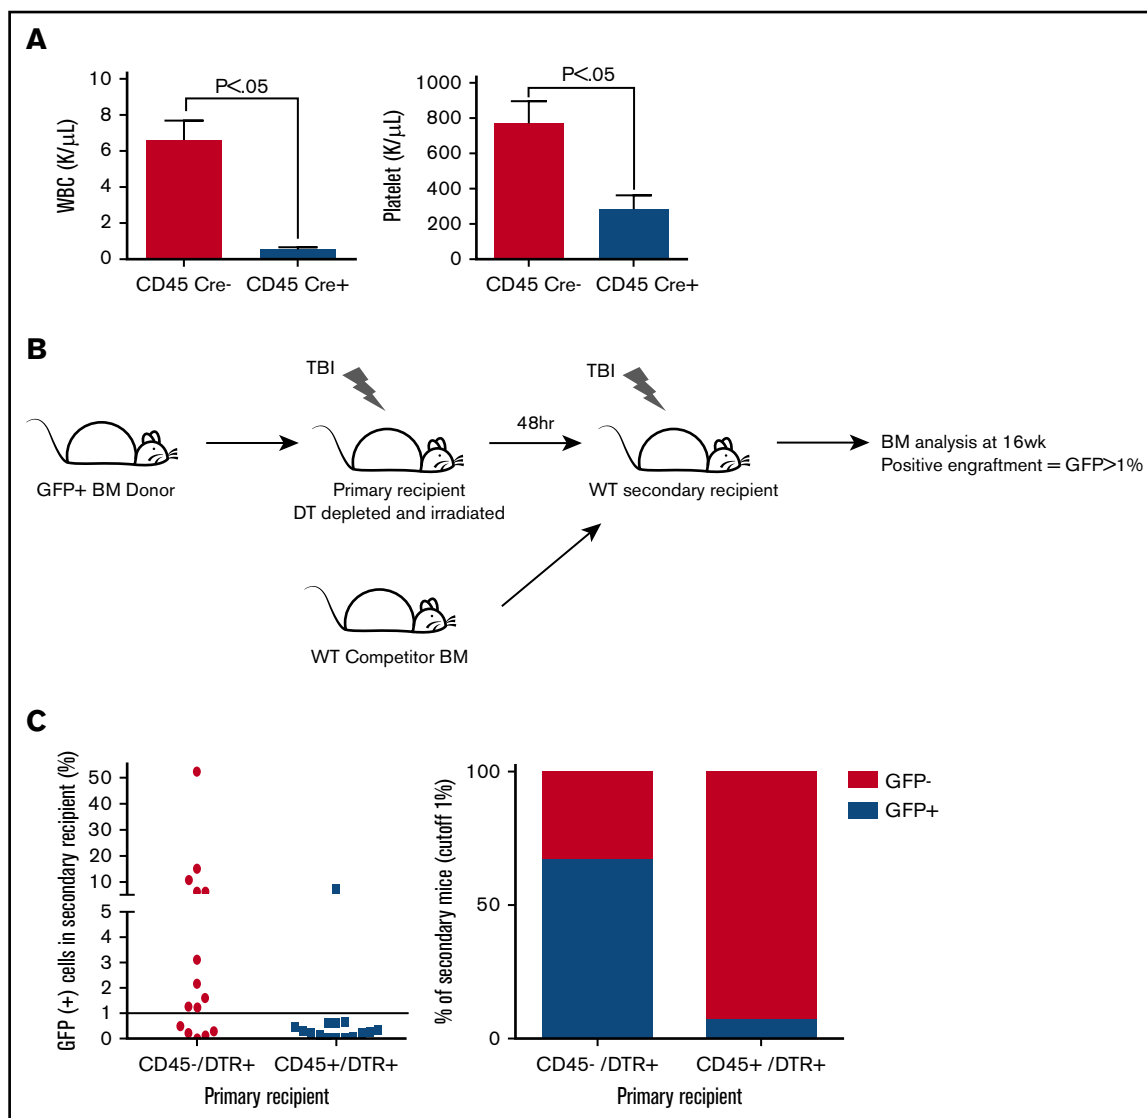 A
P<.05
10
8
6
4
2
0
WBC (K/µL)
CD45 Cre-
CD45 Cre+
P<.05
1000
800
600
400
200
0
Platelet (K/µL)
CD45 Cre-
CD45 Cre+
B
TBI
TBI
48hr
GFP+ BM Donor
Primary recipient
DT depleted and irradiated
WT secondary recipient
BM analysis at 16wk
Positive engraftment = GFP>1%
WT Competitor BM
C
GFP (+) cells in secondary recipient (%)
50
40
30
20
10
5
4
3
2
1
0
CD45-/DTR+
CD45+/DTR+
Primary recipient
% of secondary mice (cutoff 1%)
100
50
0
CD45- /DTR+
CD45+ /DTR+
Primary recipient
GFP-
GFP+